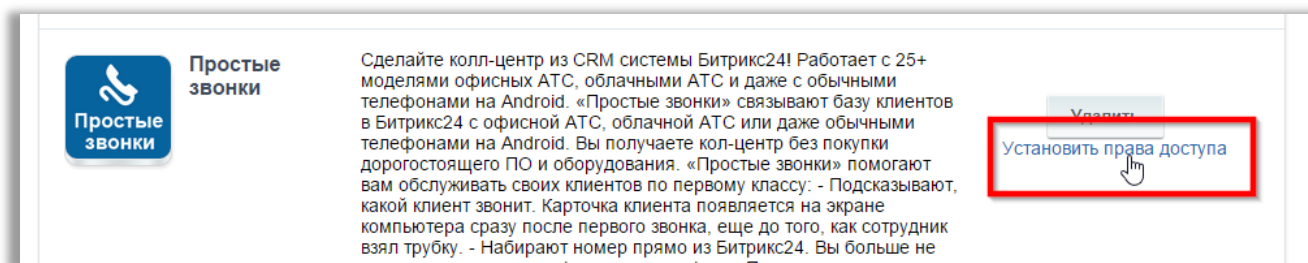 Простые
звонки
Простые
звонки
Сделайте колл-центр из CRM системы Битрикс24! Работает с 25+
моделями офисных АТС, облачными АТС и даже с обычными
телефонами на Android. «Простые звонки» связывают базу клиентов
в Битрикс24 с офисной АТС, облачной АТС или даже обычными
телефонами на Android. Вы получаете кол-центр без покупки
дорогостоящего ПО и оборудования. «Простые звонки» помогают
вам обслуживать своих клиентов по первому классу: - Подсказывают,
какой клиент звонит. Карточка клиента появляется на экране
компьютера сразу после первого звонка, еще до того, как сотрудник
взял трубку. - Набирают номер прямо из Битрикс24. Вы больше не
Удалить
Установить права доступа